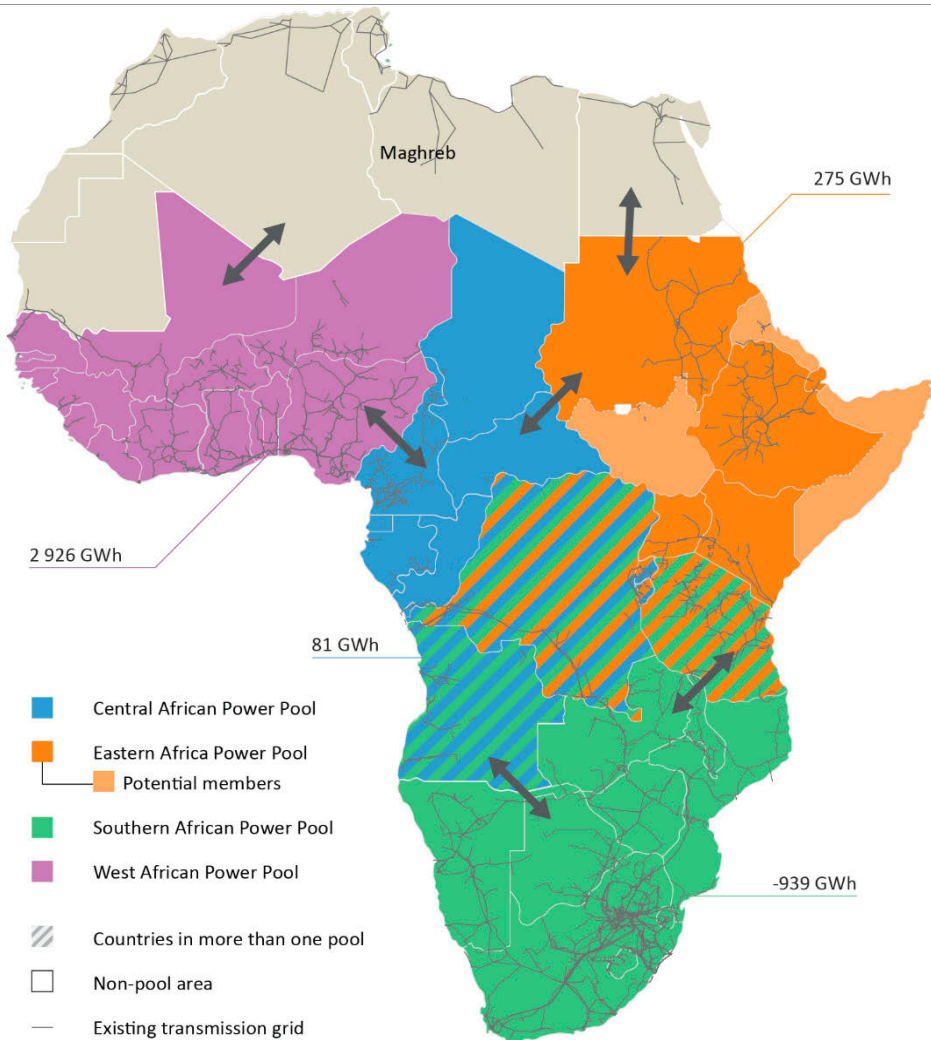 Maghreb
275 GWh
2 926 GWh
81 GWh
-939 GWh
Central African Power Pool
Eastern Africa Power Pool
Potential members
Southern African Power Pool
West African Power Pool
Countries in more than one pool
Non-pool area
Existing transmission grid